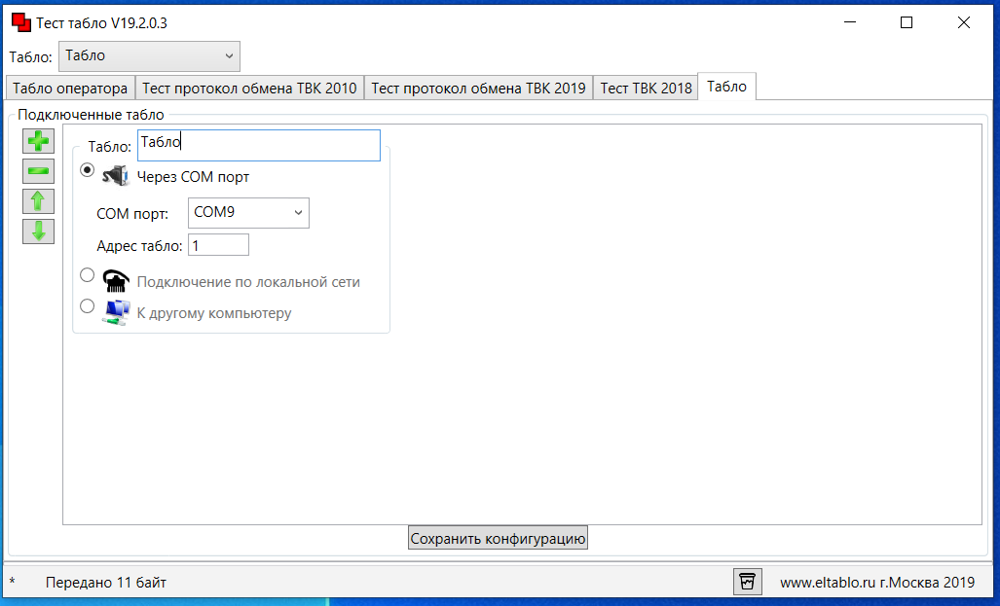 Тест табло V19.2.0.3
Табло: Табло
Табло оператора Тест протокол обмена ТВК 2010 Тест протокол обмена ТВК 2019 Тест ТВК 2018 Табло
Подключенные табло
Табло: Табло
Через COM порт
COM порт: COM9
Адрес табло: 1
Подключение по локальной сети
К другому компьютеру
Сохранить конфигурацию
* Передано 11 байт www.eltablo.ru г.Москва 2019